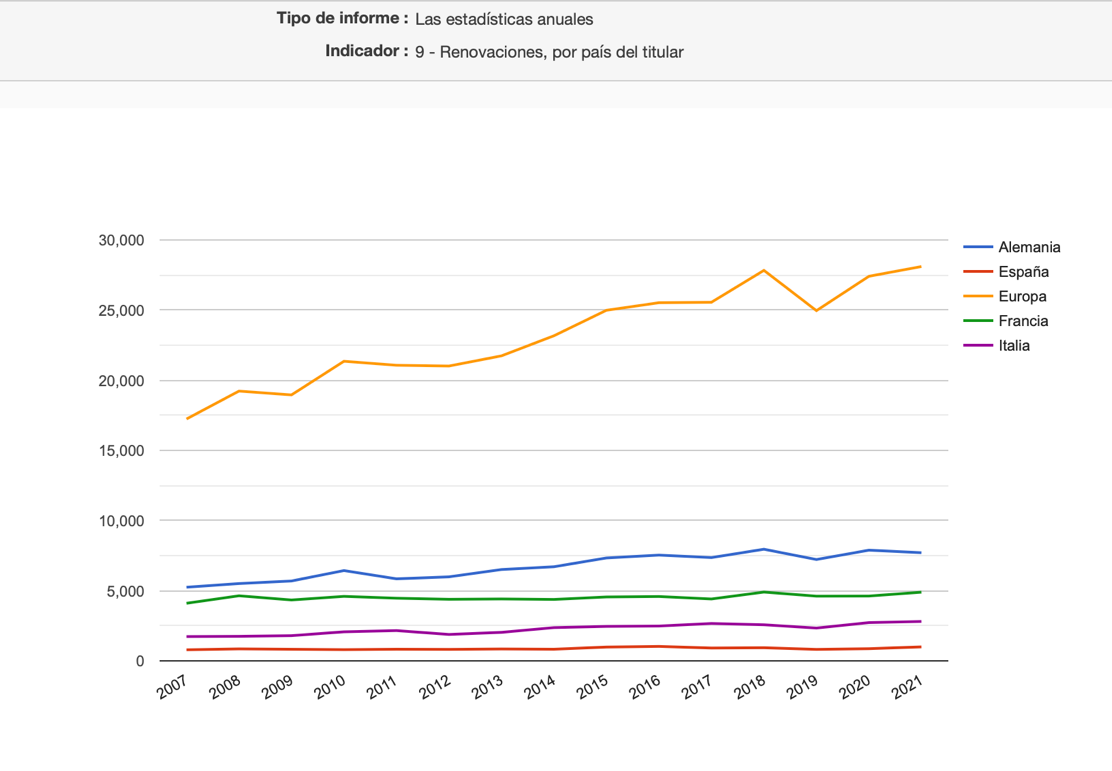 Tipo de informe : Las estadísticas anuales
Indicador : 9 - Renovaciones, por país del titular
30,000
25,000
20,000
15,000
10,000
5,000
0
2007 2008 2009 2010 2011 2012 2013 2014 2015 2016 2017 2018 2019 2020 2021
Alemania
España
Europa
Francia
Italia